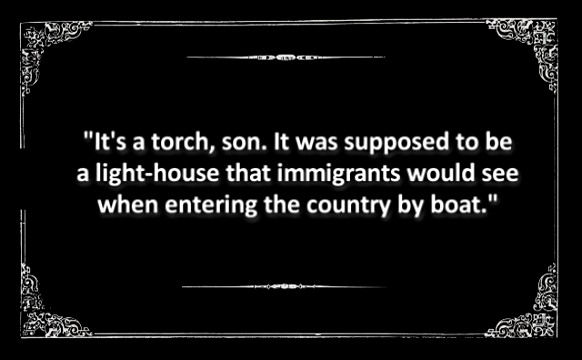 "It's a torch, son. It was supposed to be
a light-house that immigrants would see
when entering the country by boat."